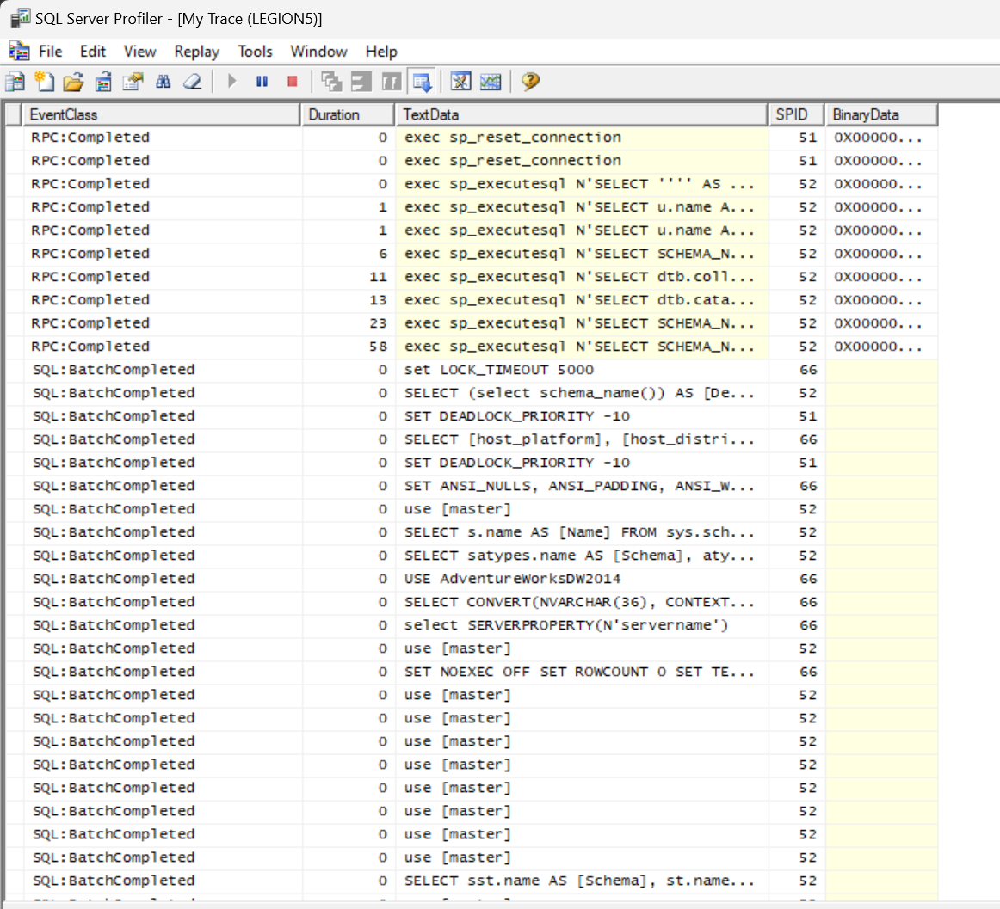 SQL Server Profiler - [My Trace (LEGION5)]
File Edit View Replay Tools Window Help
EventClass Duration TextData SPID BinaryData
RPC:Completed 0 exec sp_reset_connection 51 0X00000...
RPC:Completed 0 exec sp_reset_connection 51 0X00000...
RPC:Completed 0 exec sp_executesql N'SELECT '''' AS ... 52 0X00000...
RPC:Completed 1 exec sp_executesql N'SELECT u.name A... 52 0X00000...
RPC:Completed 1 exec sp_executesql N'SELECT u.name A... 52 0X00000...
RPC:Completed 6 exec sp_executesql N'SELECT SCHEMA_N... 52 0X00000...
RPC:Completed 11 exec sp_executesql N'SELECT dtb.coll... 52 0X00000...
RPC:Completed 13 exec sp_executesql N'SELECT dtb.cata... 52 0X00000...
RPC:Completed 23 exec sp_executesql N'SELECT SCHEMA_N... 52 0X00000...
RPC:Completed 58 exec sp_executesql N'SELECT SCHEMA_N... 52 0X00000...
SQL:BatchCompleted 0 set LOCK_TIMEOUT 5000 66
SQL:BatchCompleted 0 SELECT (select schema_name()) AS [De... 52
SQL:BatchCompleted 0 SET DEADLOCK_PRIORITY -10 51
SQL:BatchCompleted 0 SELECT [host_platform], [host_distri... 66
SQL:BatchCompleted 0 SET DEADLOCK_PRIORITY -10 51
SQL:BatchCompleted 0 SET ANSI_NULLS, ANSI_PADDING, ANSI_W... 66
SQL:BatchCompleted 0 use [master] 52
SQL:BatchCompleted 0 SELECT s.name AS [Name] FROM sys.sch... 52
SQL:BatchCompleted 0 SELECT satypes.name AS [Schema], aty... 52
SQL:BatchCompleted 0 USE AdventureWorksDW2014 66
SQL:BatchCompleted 0 SELECT CONVERT(NVARCHAR(36), CONTEXT... 66
SQL:BatchCompleted 0 select SERVERPROPERTY(N'servername') 66
SQL:BatchCompleted 0 use [master] 52
SQL:BatchCompleted 0 SET NOEXEC OFF SET ROWCOUNT 0 SET TE... 66
SQL:BatchCompleted 0 use [master] 52
SQL:BatchCompleted 0 use [master] 52
SQL:BatchCompleted 0 use [master] 52
SQL:BatchCompleted 0 use [master] 52
SQL:BatchCompleted 0 use [master] 52
SQL:BatchCompleted 0 use [master] 52
SQL:BatchCompleted 0 use [master] 52
SQL:BatchCompleted 0 use [master] 52
SQL:BatchCompleted 0 SELECT sst.name AS [Schema], st.name... 52